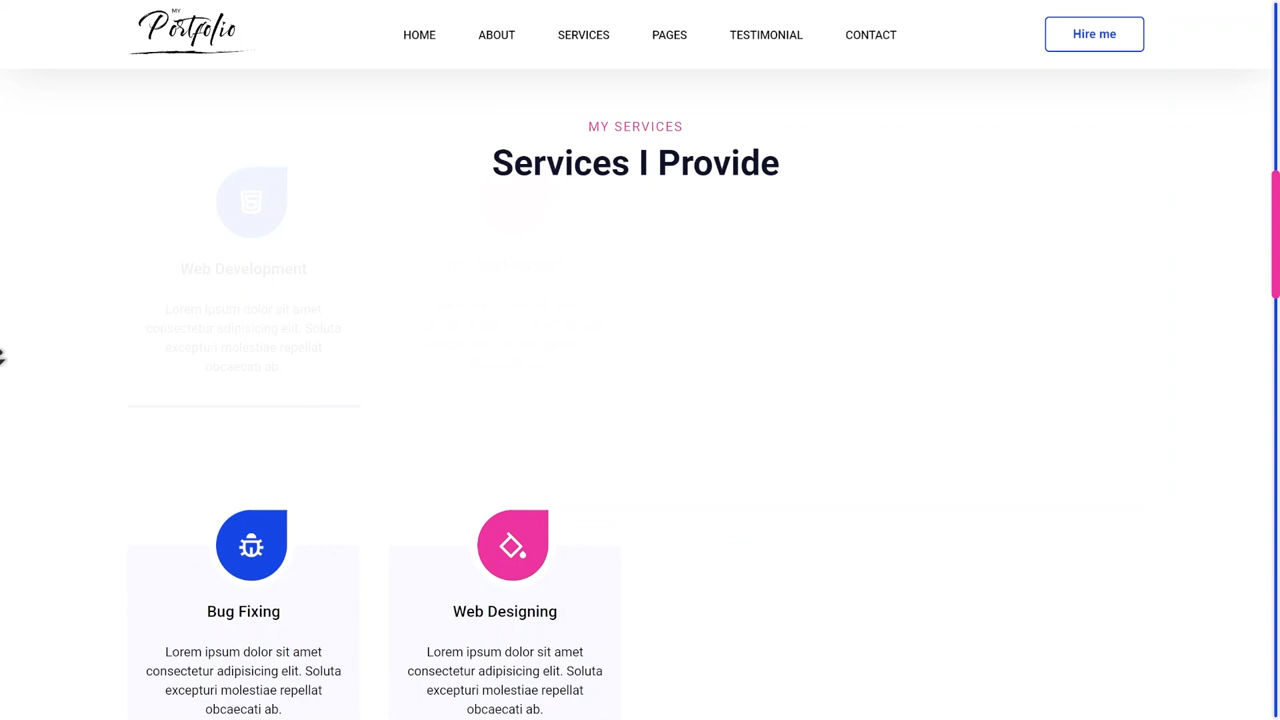 MY
Portfolio
HOME
ABOUT
SERVICES
PAGES
TESTIMONIAL
CONTACT
Hire me
MY SERVICES
Services I Provide
Web Development
Lorem ipsum dolor sit amet
consectetur adipisicing elit. Soluta
excepturi molestiae repellat
obcaecati ab.
Bug Fixing
Lorem ipsum dolor sit amet
consectetur adipisicing elit. Soluta
excepturi molestiae repellat
obcaecati ab.
Web Designing
Lorem ipsum dolor sit amet
consectetur adipisicing elit. Soluta
excepturi molestiae repellat
obcaecati ab.